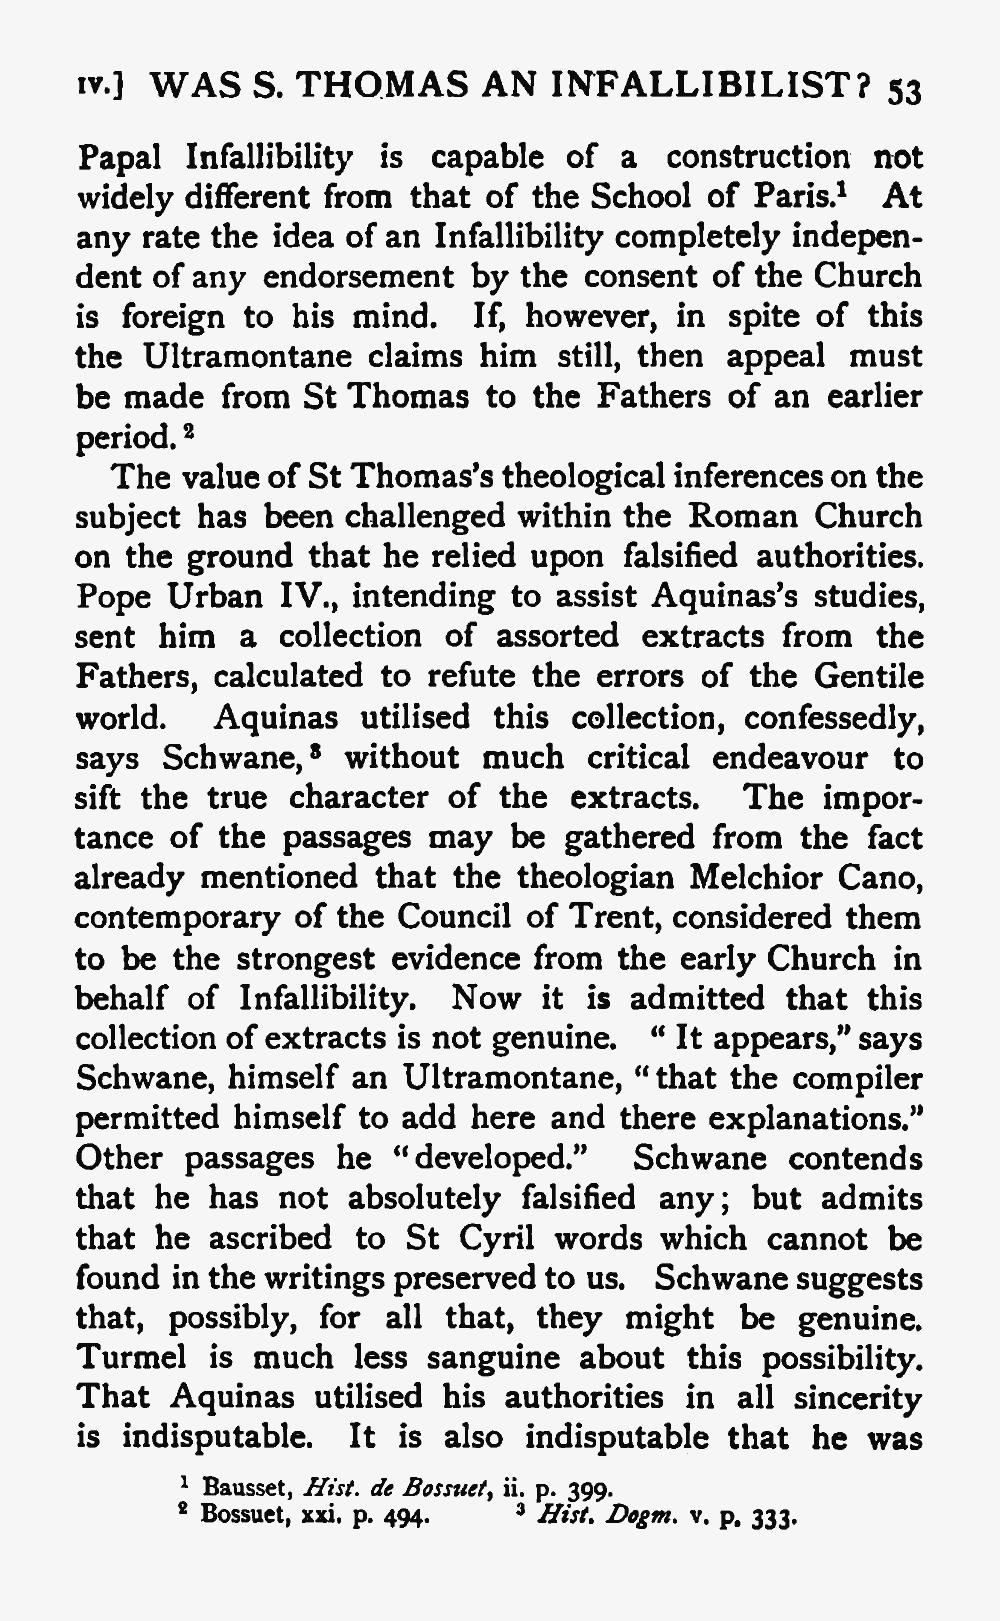 IV.] WAS S. THOMAS AN INFALLIBILIST? 53
Papal Infallibility is capable of a construction not
widely different from that of the School of Paris.¹ At
any rate the idea of an Infallibility completely indepen-
dent of any endorsement by the consent of the Church
is foreign to his mind. If, however, in spite of this
the Ultramontane claims him still, then appeal must
be made from St Thomas to the Fathers of an earlier
period.²
The value of St Thomas's theological inferences on the
subject has been challenged within the Roman Church
on the ground that he relied upon falsified authorities.
Pope Urban IV., intending to assist Aquinas's studies,
sent him a collection of assorted extracts from the
Fathers, calculated to refute the errors of the Gentile
world. Aquinas utilised this collection, confessedly,
says Schwane,³ without much critical endeavour to
sift the true character of the extracts. The impor-
tance of the passages may be gathered from the fact
already mentioned that the theologian Melchior Cano,
contemporary of the Council of Trent, considered them
to be the strongest evidence from the early Church in
behalf of Infallibility. Now it is admitted that this
collection of extracts is not genuine. "It appears," says
Schwane, himself an Ultramontane, "that the compiler
permitted himself to add here and there explanations."
Other passages he "developed." Schwane contends
that he has not absolutely falsified any; but admits
that he ascribed to St Cyril words which cannot be
found in the writings preserved to us. Schwane suggests
that, possibly, for all that, they might be genuine.
Turmel is much less sanguine about this possibility.
That Aquinas utilised his authorities in all sincerity
is indisputable. It is also indisputable that he was
¹ Bausset, Hist. de Bossuet, ii. p. 399.
² Bossuet, xxi. p. 494. ³ Hist. Dogm. v. p. 333.